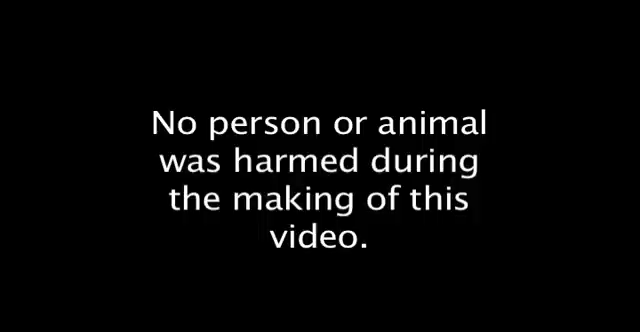 No person or animal
was harmed during
the making of this
video.